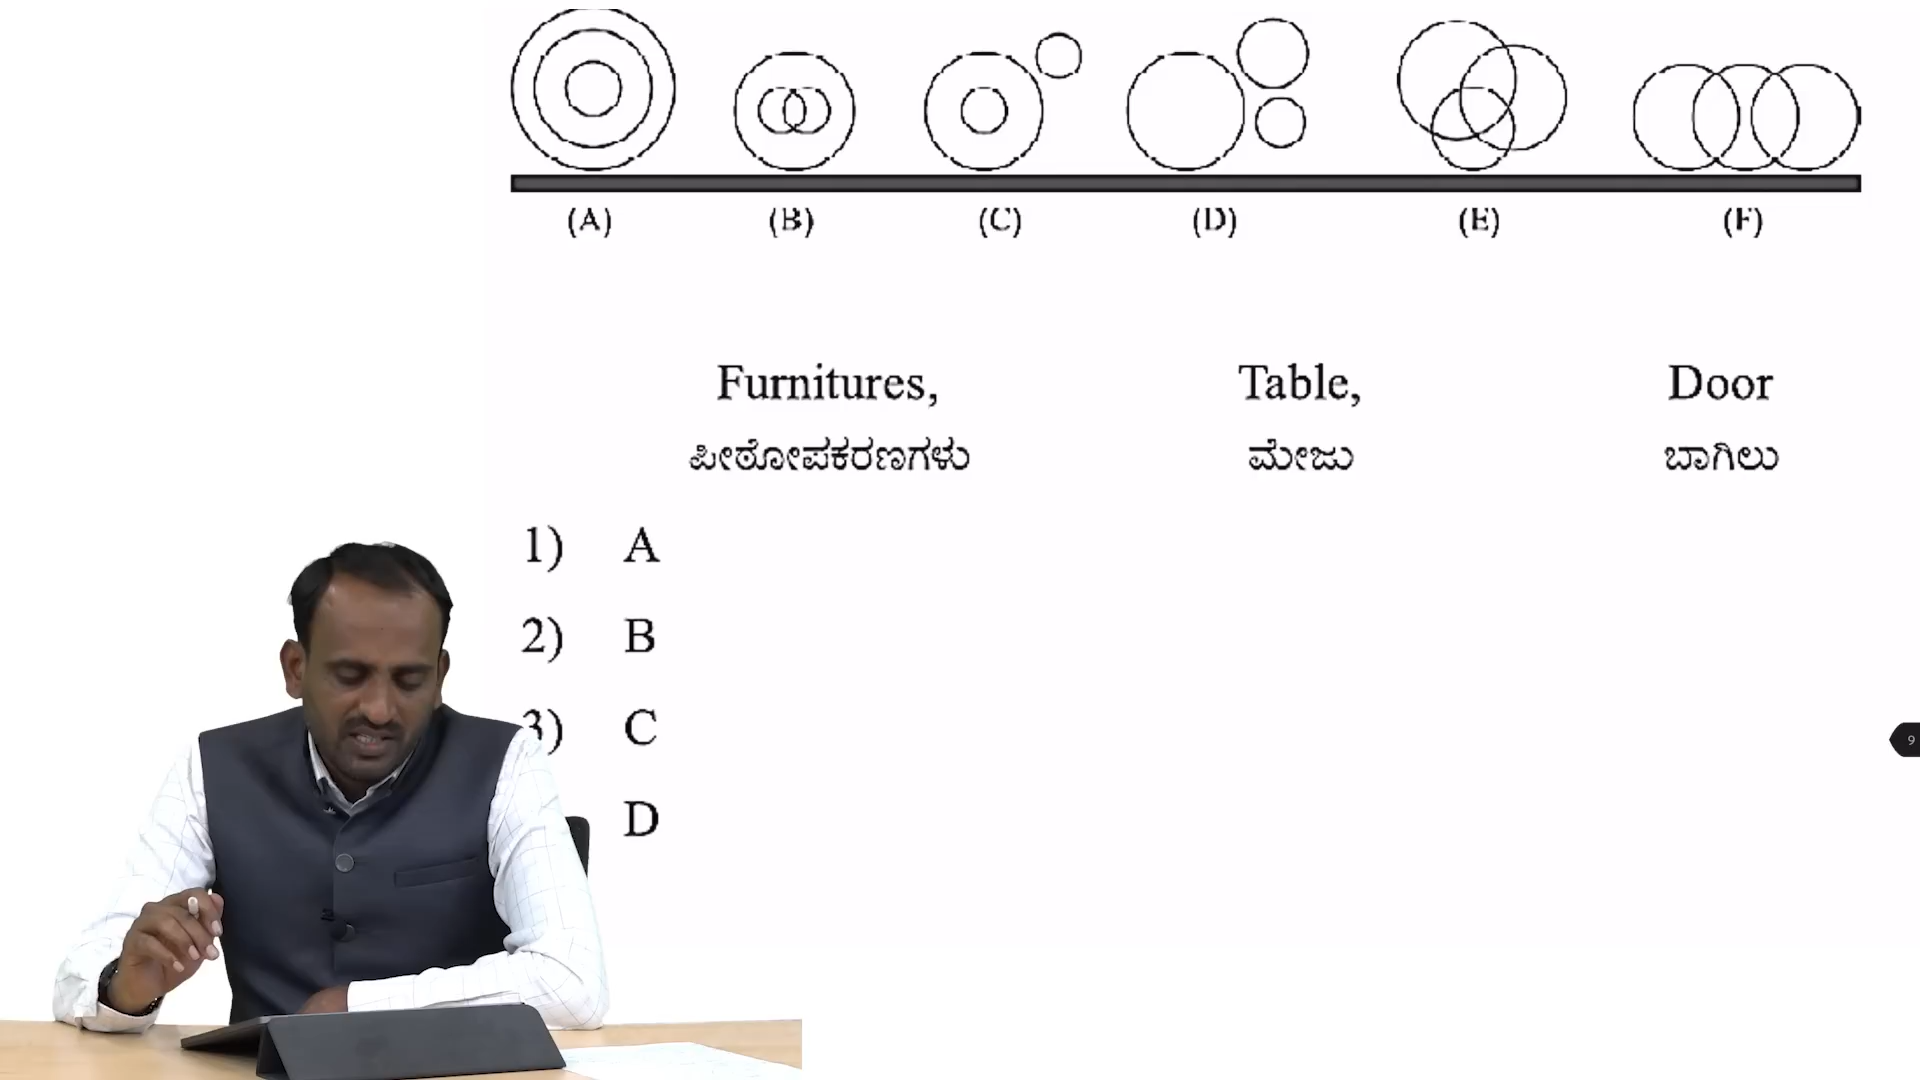 (A) (B) (C) (D) (E) (F)
Furnitures, Table, Door
ಪೀಠೋಪಕರಣಗಳು ಮೇಜು ಬಾಗಿಲು
1) A
2) B
3) C
D
9